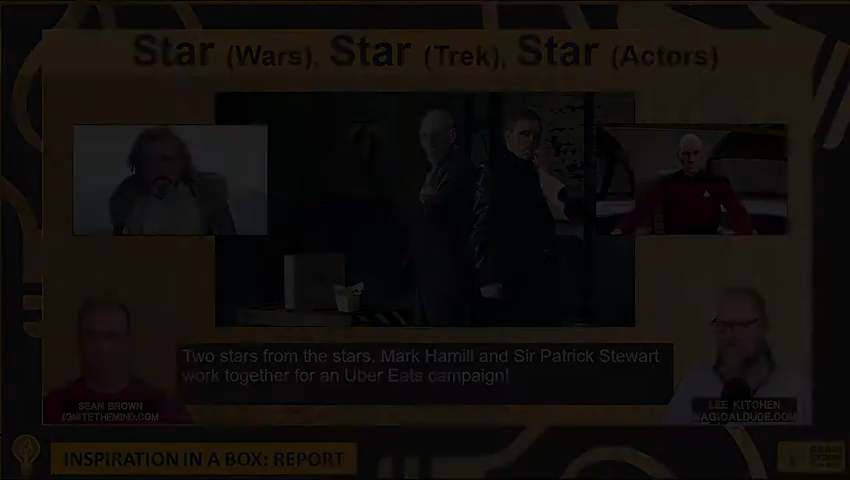 Star (Wars), Star (Trek), Star (Actors)
Two stars from the stars, Mark Hamill and Sir Patrick Stewart
work together for an Uber Eats campaign!
SEAN BROWN
IGNITETHEMIND.COM
LEE KITCHEN
MAGICALDUDE.COM
INSPIRATION IN A BOX: REPORT